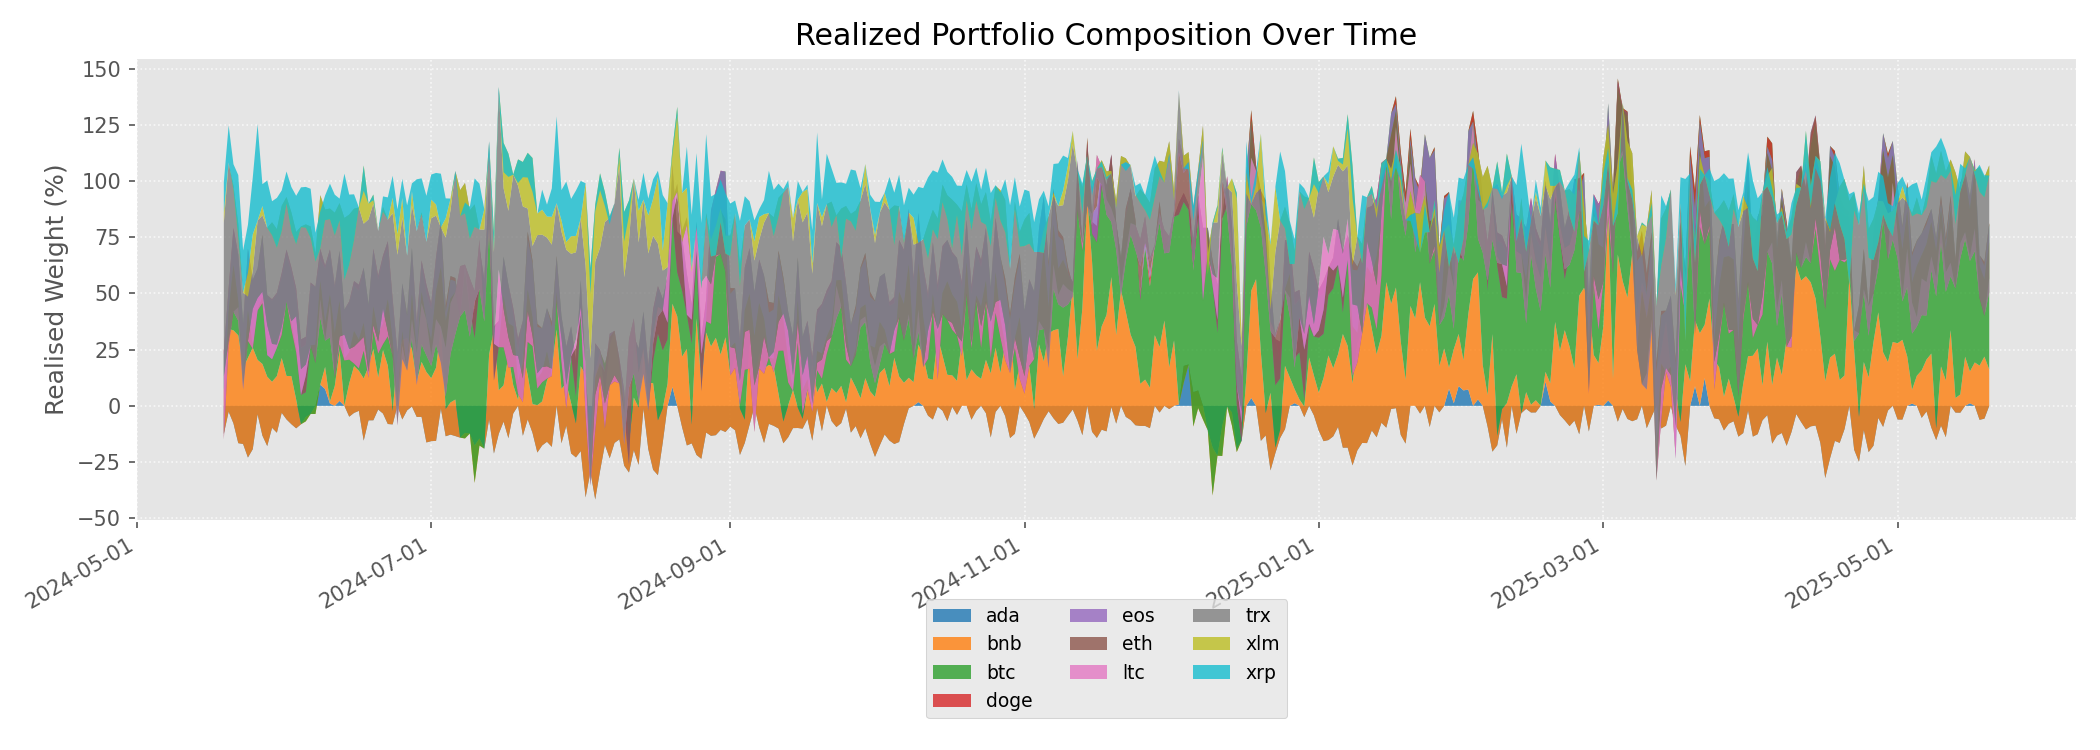 Realized Portfolio Composition Over Time
Realised Weight (%)
150
125
100
75
50
25
0
−25
−50
2024-05-01
2024-07-01
2024-09-01
2024-11-01
2025-01-01
2025-03-01
2025-05-01
ada
bnb
btc
doge
eos
eth
ltc
trx
xlm
xrp